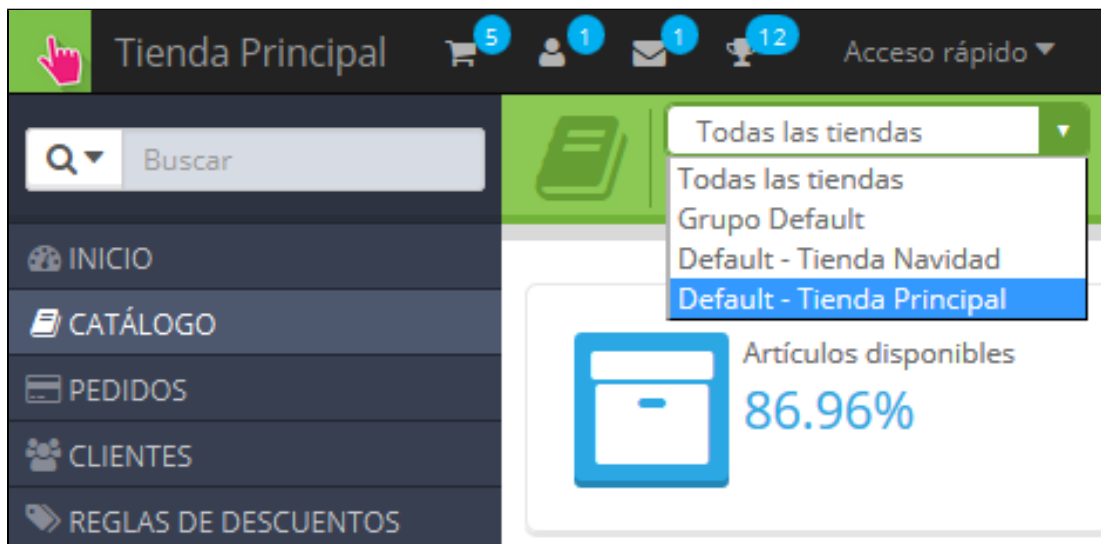 Tienda Principal 5 1 1 12 Acceso rápido
Buscar
Todas las tiendas
Todas las tiendas
Grupo Default
Default - Tienda Navidad
Default - Tienda Principal
INICIO
CATÁLOGO
PEDIDOS
CLIENTES
REGLAS DE DESCUENTOS
Artículos disponibles
86.96%